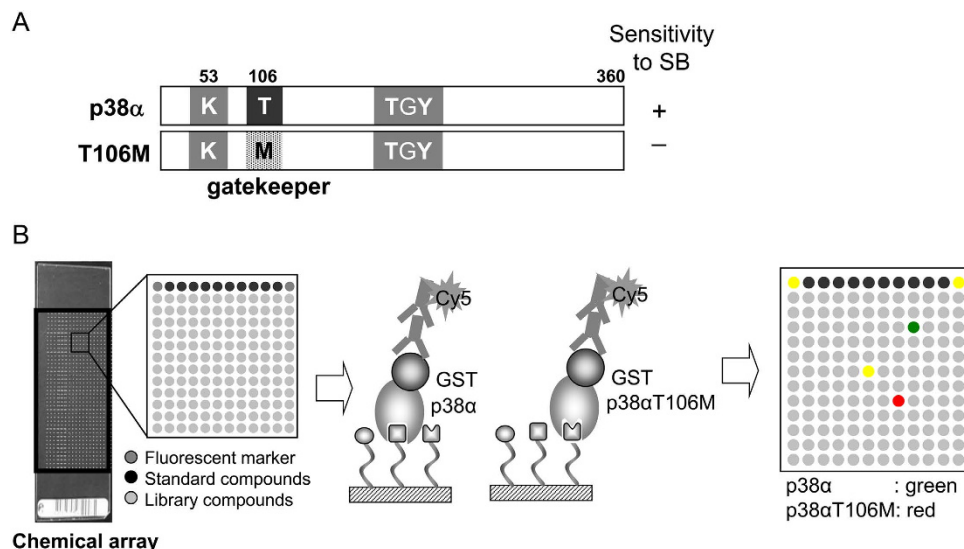 A
Sensitivity
to SB
53 106 360
p38α K T TGY +
T106M K M TGY −
gatekeeper
B
Cy5
GST
p38α
Cy5
GST
p38αT106M
Fluorescent marker
Standard compounds
Library compounds
p38α : green
p38αT106M: red
Chemical array